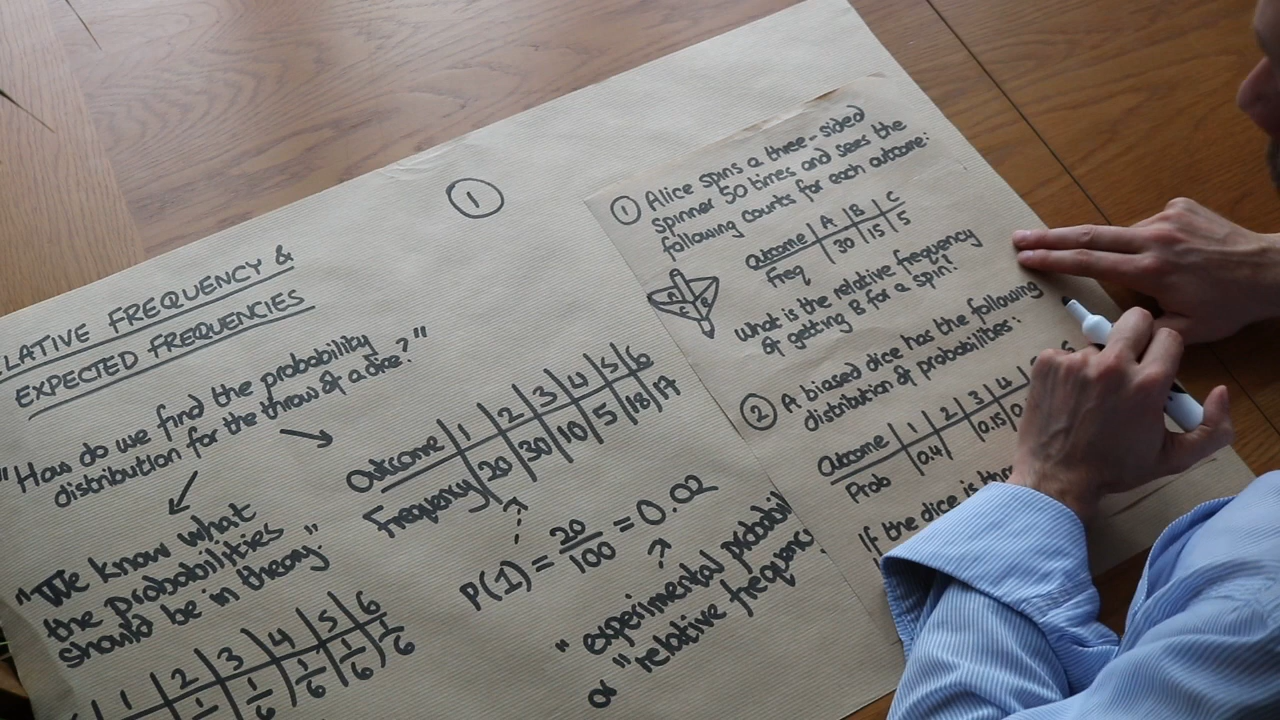 1
ELATIVE FREQUENCY &
EXPECTED FREQUENCIES
"How do we find the probability
distribution for the throw of a dice?"
"We know what
the probabilities
should be in theory"
1 2 3 4 5 6
1/6 1/6 1/6 1/6
Outcome 1 2 3 4 5 6
Frequency 20 30 10 5 18 17
P(1) = 20/100 = 0.02
"experimental probabil
or "relative frequenc
1 Alice spins a three-sided
spinner 50 times and sees the
following counts for each outcome:
Outcome A B C
Freq 30 15 5
What is the relative frequency
of getting B for a spin?
2 A biased dice has the following
distribution of probabilities:
Outcome 1 2 3 4
Prob 0.4 0.15
If the dice is